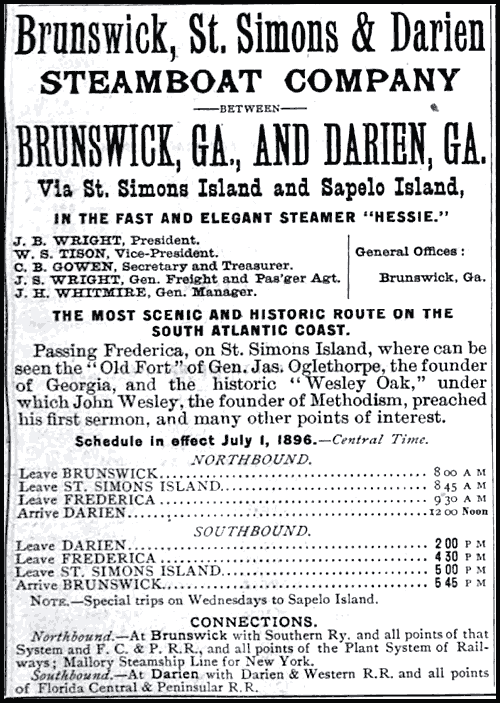 Brunswick, St. Simons & Darien
STEAMBOAT COMPANY
BETWEEN
BRUNSWICK, GA., AND DARIEN, GA.
Via St. Simons Island and Sapelo Island,
IN THE FAST AND ELEGANT STEAMER "HESSIE."
J. B. WRIGHT, President.
W. S. TISON, Vice-President.
C. B. GOWEN, Secretary and Treasurer.
J. S. WRIGHT, Gen. Freight and Pas'ger Agt.
J. H. WHITMIRE, Gen. Manager.
General Offices:
Brunswick, Ga.
THE MOST SCENIC AND HISTORIC ROUTE ON THE
SOUTH ATLANTIC COAST.
Passing Frederica, on St. Simons Island, where can be
seen the "Old Fort" of Gen. Jas. Oglethorpe, the founder
of Georgia, and the historic "Wesley Oak," under
which John Wesley, the founder of Methodism, preached
his first sermon, and many other points of interest.
Schedule in effect July 1, 1896.—Central Time.
NORTHBOUND.
Leave BRUNSWICK........ 8 00 A M
Leave ST. SIMONS ISLAND........ 8 45 A M
Leave FREDERICA........ 9 30 A M
Arrive DARIEN........ 12 00 Noon
SOUTHBOUND.
Leave DARIEN........ 2 00 P M
Leave FREDERICA........ 4 30 P M
Leave ST. SIMONS ISLAND........ 5 00 P M
Arrive BRUNSWICK........ 5 45 P M
NOTE.—Special trips on Wednesdays to Sapelo Island.
CONNECTIONS.
Northbound.—At Brunswick with Southern Ry. and all points of that
System and F. C. & P. R.R., and all points of the Plant System of Rail-
ways; Mallory Steamship Line for New York.
Southbound.—At Darien with Darien & Western R.R. and all points
of Florida Central & Peninsular R.R.